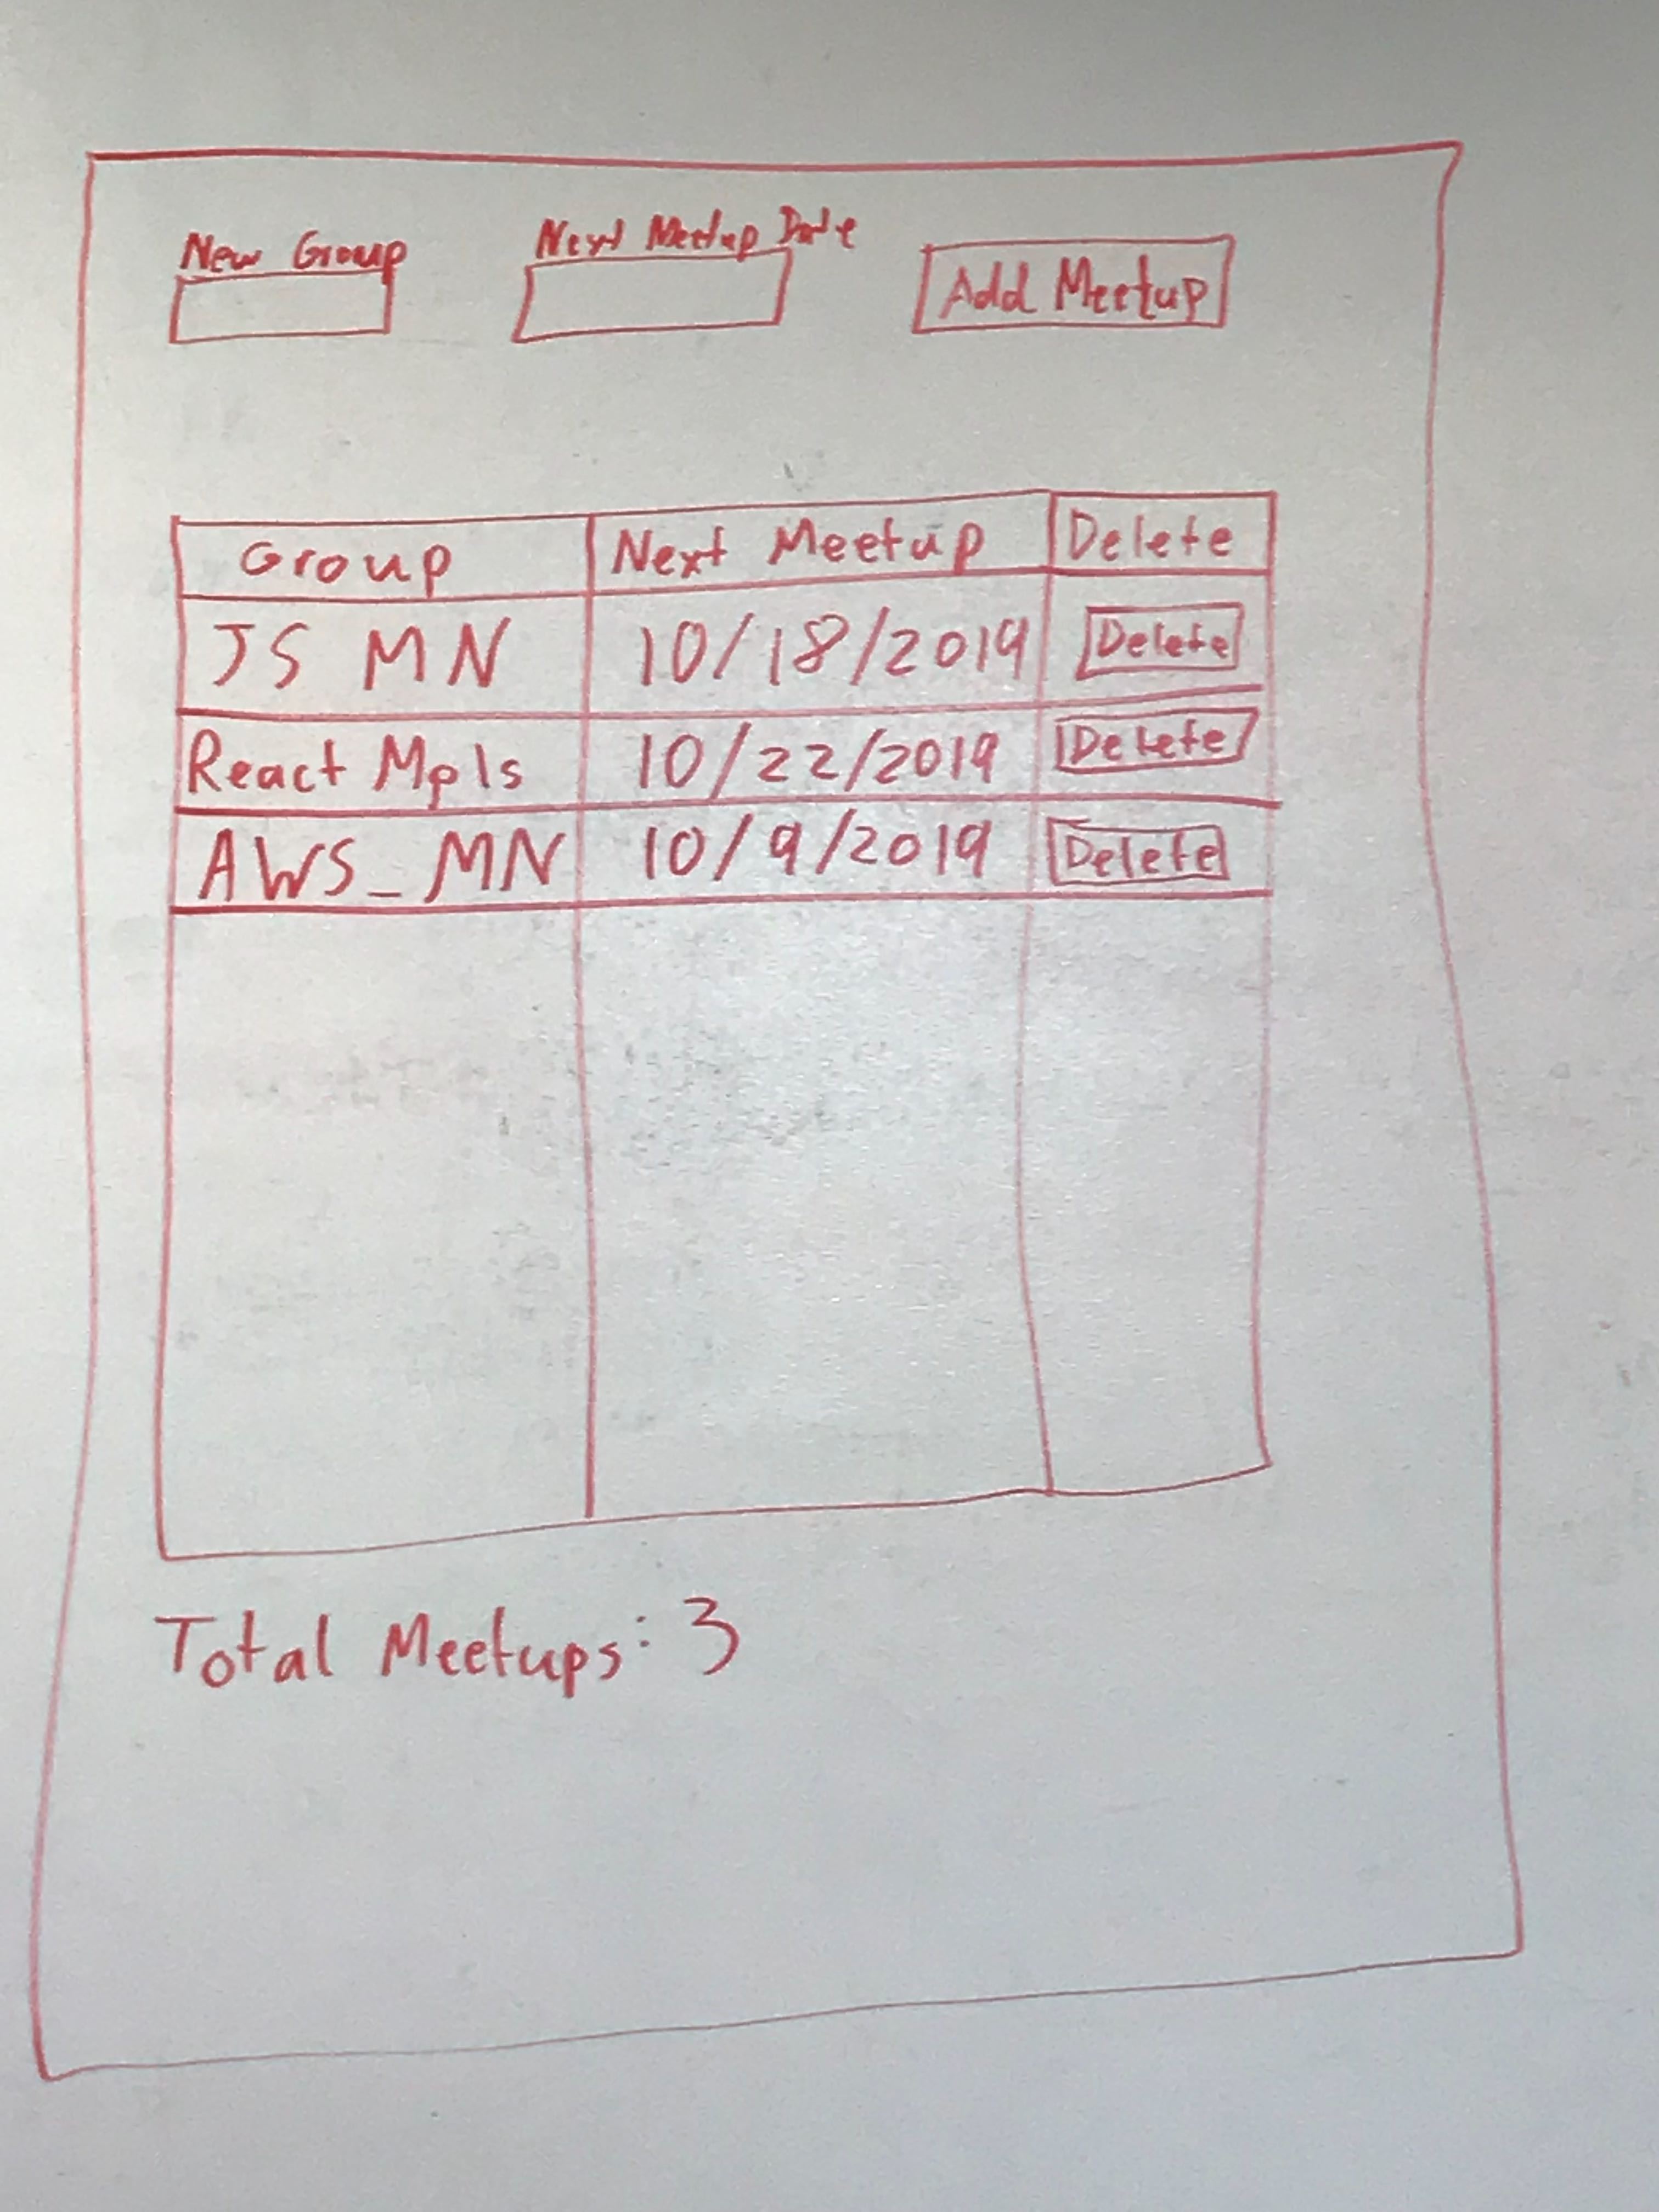 New Group Next Meetup Date Add Meetup
Group Next Meetup Delete
JS MN 10/18/2019 Delete
React Mpls 10/22/2019 Delete
AWS_MN 10/9/2019 Delete
Total Meetups: 3